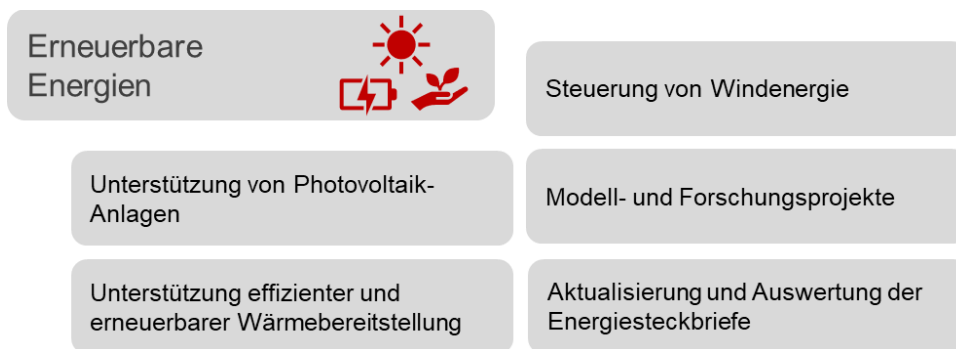 Erneuerbare
Energien
Unterstützung von Photovoltaik-
Anlagen
Unterstützung effizienter und
erneuerbarer Wärmebereitstellung
Steuerung von Windenergie
Modell- und Forschungsprojekte
Aktualisierung und Auswertung der
Energiesteckbriefe